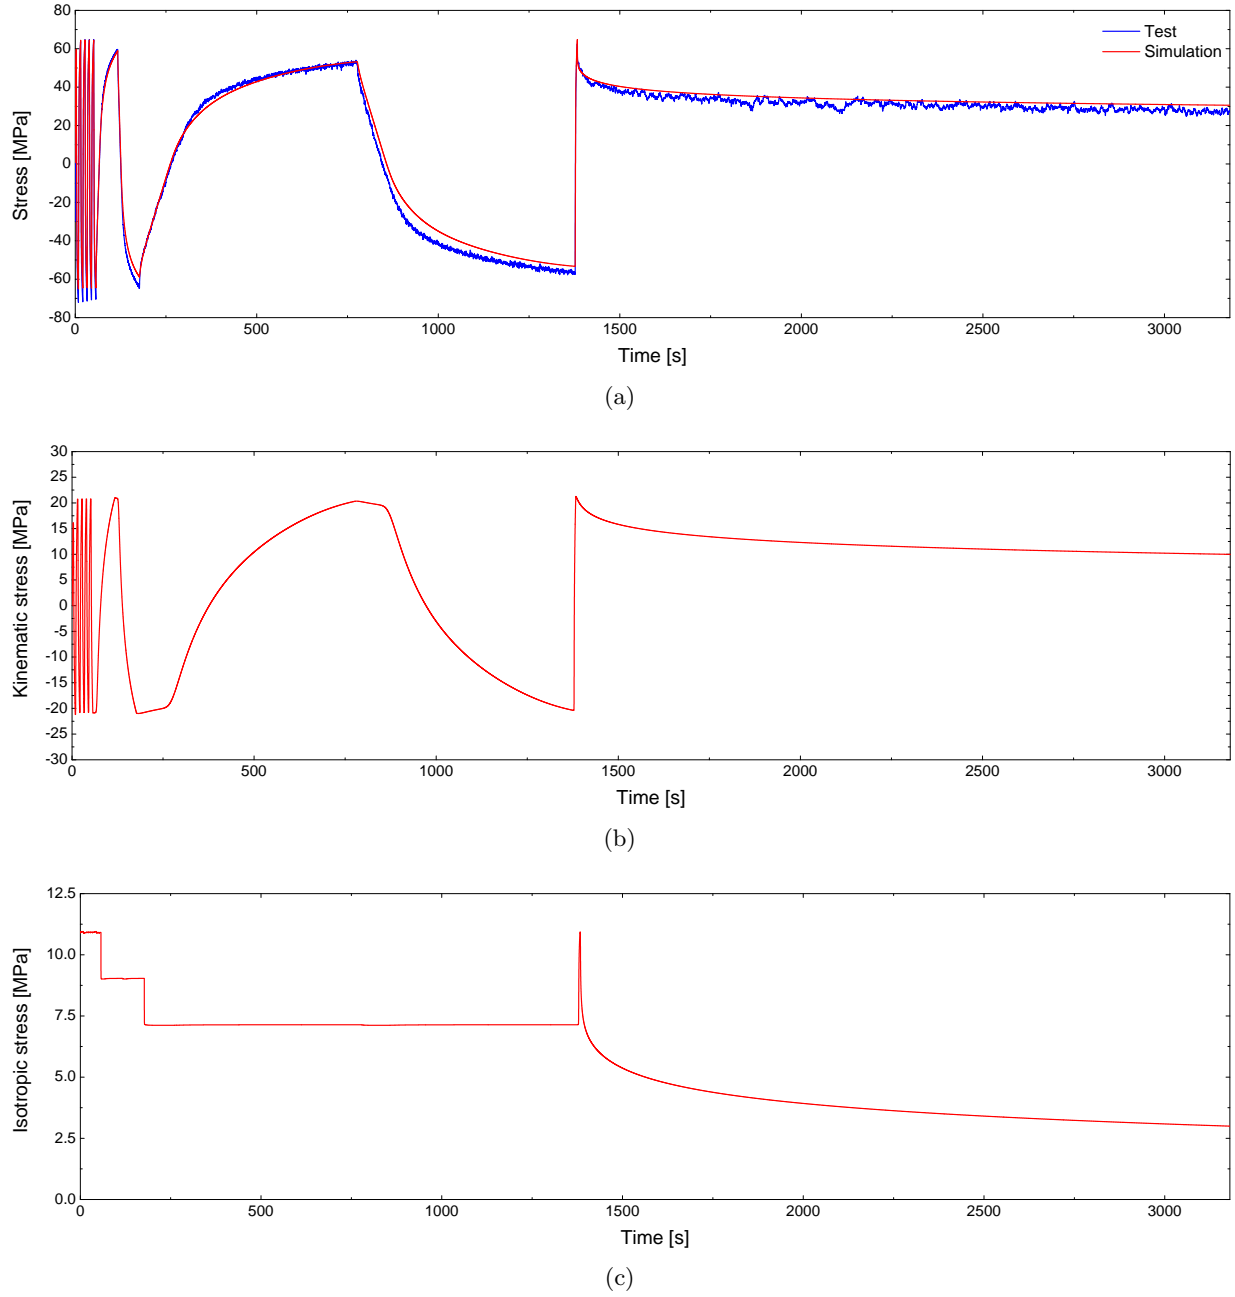 80
60
40
20
0
-20
-40
-60
-80
Stress [MPa]
Test
Simulation
0 500 1000 1500 2000 2500 3000
Time [s]
(a)
30
25
20
15
10
5
0
-5
-10
-15
-20
-25
-30
Kinematic stress [MPa]
0 500 1000 1500 2000 2500 3000
Time [s]
(b)
12.5
10.0
7.5
5.0
2.5
0.0
Isotropic stress [MPa]
0 500 1000 1500 2000 2500 3000
Time [s]
(c)